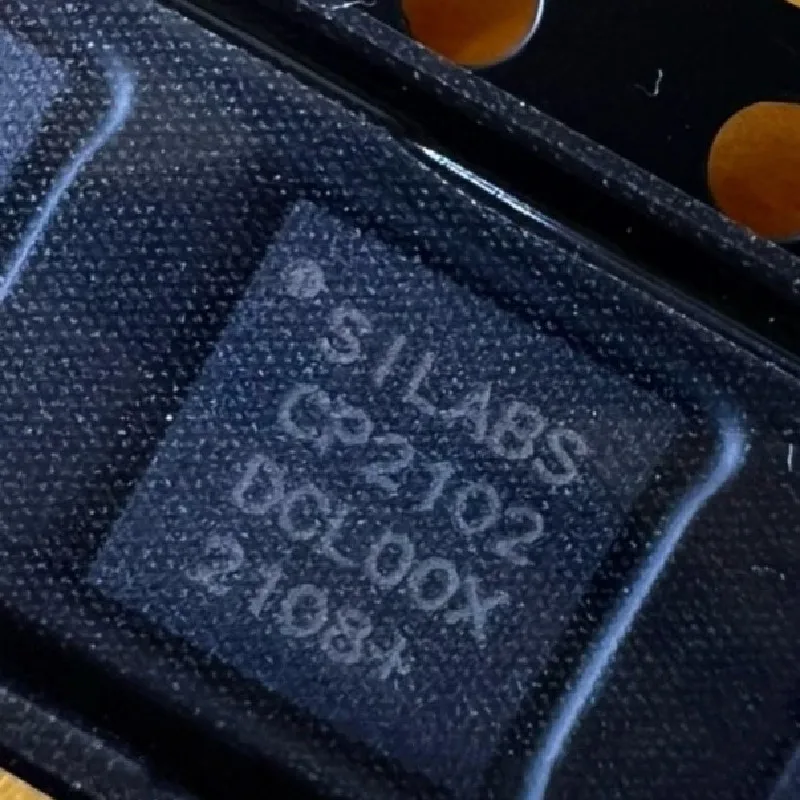 SILABS
CP2102
DCL00X
2108+